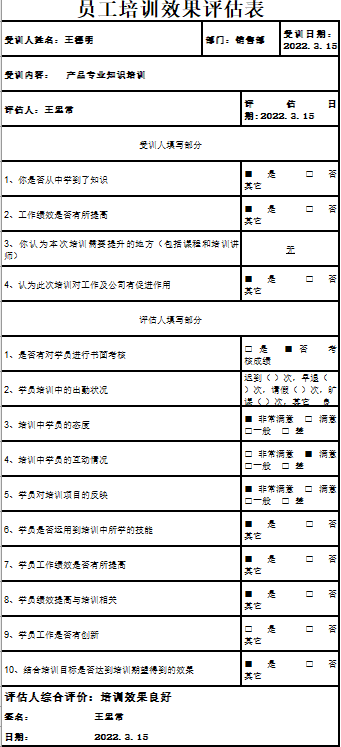 员工培训效果评估表
受训人姓名：王德明 部门：销售部 受训日期：
2022.3.15
受训内容： 产品专业知识培训
评估人：王思常 评 估 日
期：2022.3.15
受训人填写部分
1、你是否从中学到了知识 ■ 是 □ 否
其它
2、工作绩效是否有所提高 ■ 是 □ 否
其它
3、你认为本次培训需要提升的地方（包括课程和培训讲
师） 无
4、认为此次培训对工作及公司有促进作用 ■ 是 □ 否
其它
评估人填写部分
1、是否有对学员进行书面考核 □ 是 ■ 否 考
核成绩
2、学员培训中的出勤状况 迟到（ ）次，早退（
）次，请假（ ）次，旷
课（ ）次，其它 良
3、培训中学员的态度 ■ 非常满意 □ 满意
□一般 □ 差
4、培训中学员的互动情况 □ 非常满意 ■ 满意
□一般 □ 差
5、学员对培训项目的反映 ■ 非常满意 □ 满意
□一般 □ 差
6、学员是否运用到培训中所学的技能 ■ 是 □ 否
其它
7、学员工作绩效是否有所提高 ■ 是 □ 否
其它
8、学员绩效提高与培训相关 ■ 是 □ 否
其它
9、学员工作是否有创新 □ 是 □ 否
其它
10、结合培训目标是否达到培训期望得到的效果 ■ 是 □ 否
其它
评估人综合评价：培训效果良好
签名： 王思常
日期： 2022.3.15